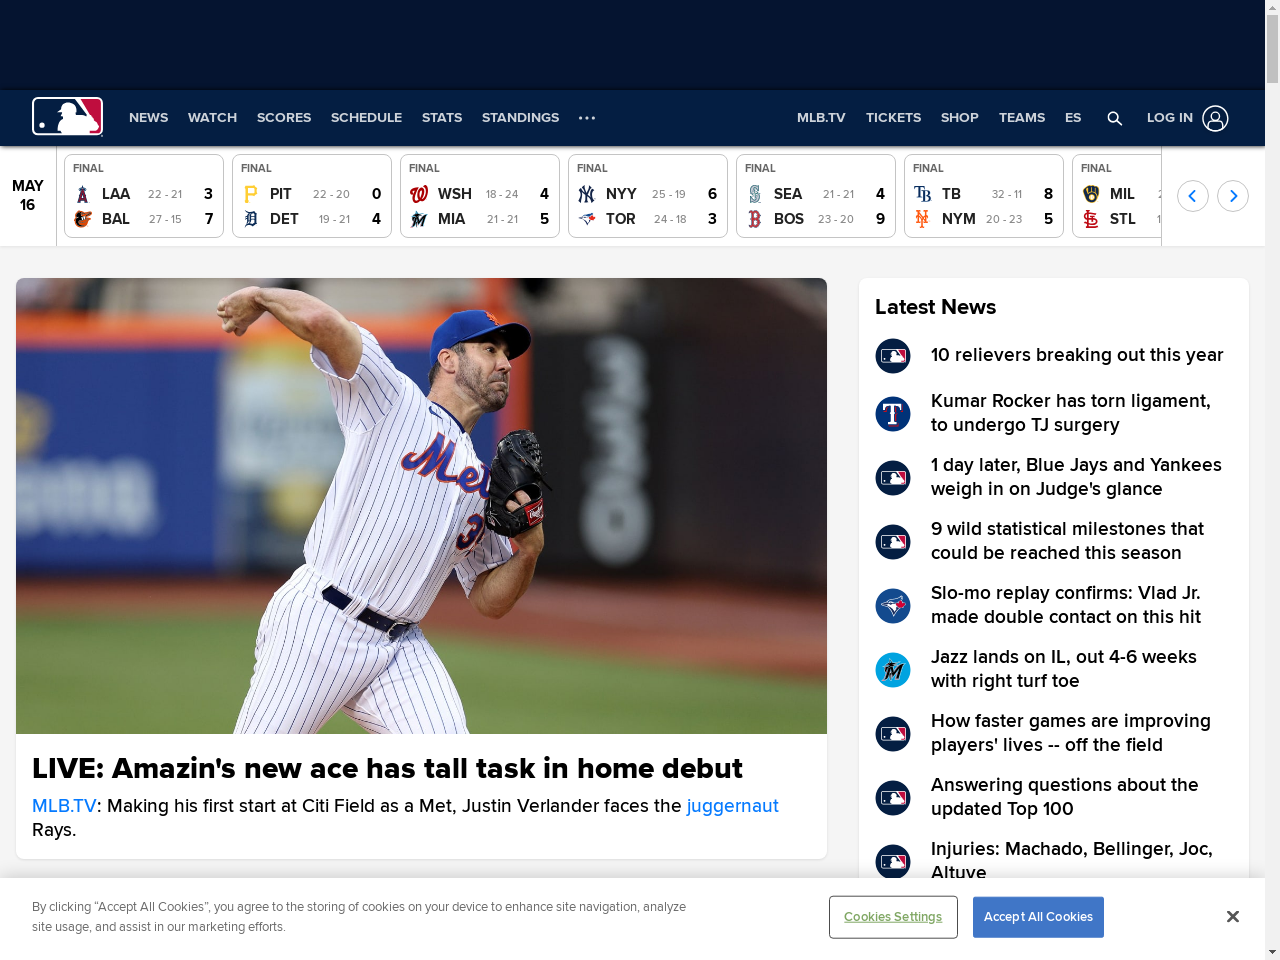 NEWS WATCH SCORES SCHEDULE STATS STANDINGS ••• MLB.TV TICKETS SHOP TEAMS ES LOG IN
MAY
16
FINAL
LAA 22 - 21 3
BAL 27 - 15 7
FINAL
PIT 22 - 20 0
DET 19 - 21 4
FINAL
WSH 18 - 24 4
MIA 21 - 21 5
FINAL
NYY 25 - 19 6
TOR 24 - 18 3
FINAL
SEA 21 - 21 4
BOS 23 - 20 9
FINAL
TB 32 - 11 8
NYM 20 - 23 5
FINAL
MIL
STL
Mets
LIVE: Amazin's new ace has tall task in home debut
MLB.TV: Making his first start at Citi Field as a Met, Justin Verlander faces the juggernaut
Rays.
Latest News
10 relievers breaking out this year
Kumar Rocker has torn ligament,
to undergo TJ surgery
1 day later, Blue Jays and Yankees
weigh in on Judge's glance
9 wild statistical milestones that
could be reached this season
Slo-mo replay confirms: Vlad Jr.
made double contact on this hit
Jazz lands on IL, out 4-6 weeks
with right turf toe
How faster games are improving
players' lives -- off the field
Answering questions about the
updated Top 100
Injuries: Machado, Bellinger, Joc,
Altuve
By clicking “Accept All Cookies”, you agree to the storing of cookies on your device to enhance site navigation, analyze
site usage, and assist in our marketing efforts.
Cookies Settings
Accept All Cookies